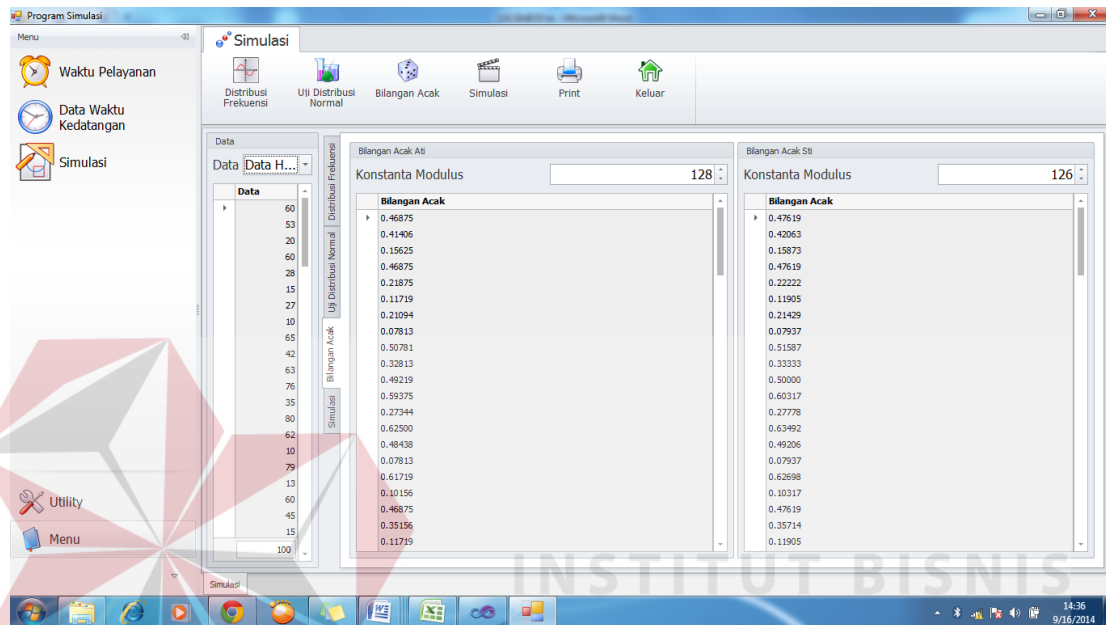 Program Simulasi
Menu
Waktu Pelayanan
Data Waktu
Kedatangan
Simulasi
Utility
Menu
Simulasi
Distribusi
Frekuensi
Uji Distribusi
Normal
Bilangan Acak
Simulasi
Print
Keluar
Data
Data Data H...
Data
60
53
20
60
28
15
27
10
65
42
63
76
35
80
62
10
79
13
60
45
15
100
Distribusi Frekuensi
Uji Distribusi Normal
Bilangan Acak
Simulasi
Bilangan Acak Ati
Konstanta Modulus 128
Bilangan Acak
0.46875
0.41406
0.15625
0.46875
0.21875
0.11719
0.21094
0.07813
0.50781
0.32813
0.49219
0.59375
0.27344
0.62500
0.48438
0.07813
0.61719
0.10156
0.46875
0.35156
0.11719
Bilangan Acak Sti
Konstanta Modulus 126
Bilangan Acak
0.47619
0.42063
0.15873
0.47619
0.22222
0.11905
0.21429
0.07937
0.51587
0.33333
0.50000
0.60317
0.27778
0.63492
0.49206
0.07937
0.62698
0.10317
0.47619
0.35714
0.11905
INSTITUT BISNIS
Simulasi
14:36
9/16/2014